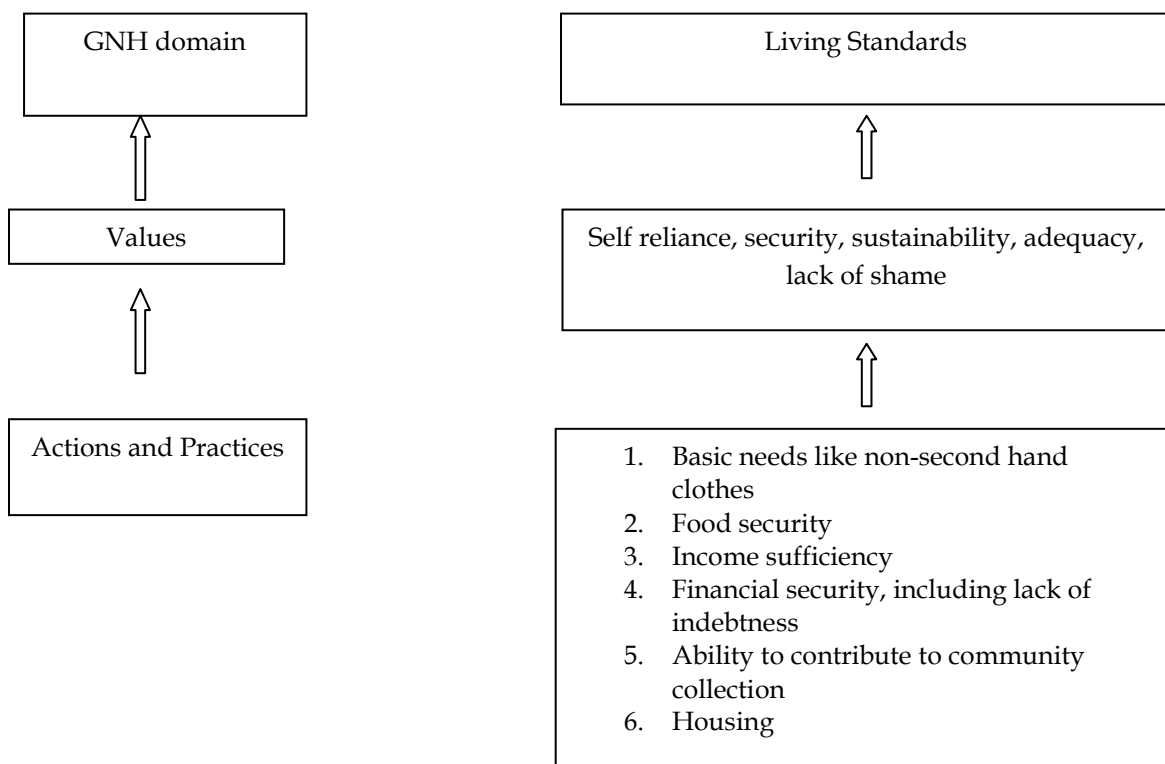 GNH domain
Living Standards
Values
Self reliance, security, sustainability, adequacy,
lack of shame
Actions and Practices
1. Basic needs like non-second hand
clothes
2. Food security
3. Income sufficiency
4. Financial security, including lack of
indebtness
5. Ability to contribute to community
collection
6. Housing